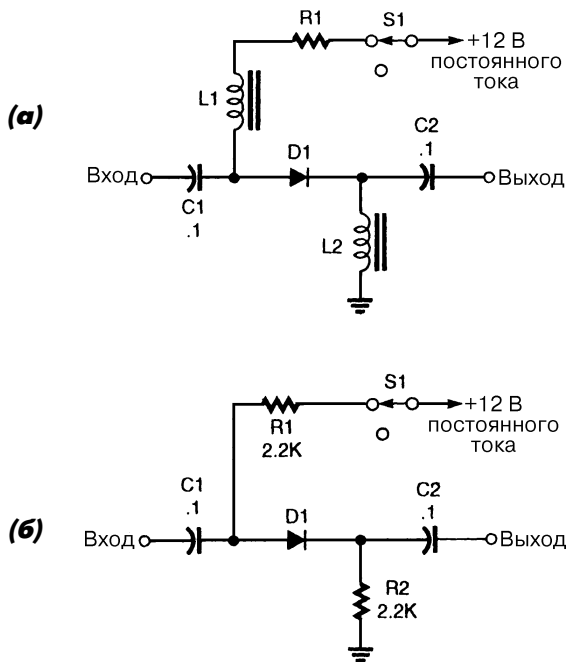 (а)
R1
S1
+12 В
постоянного
тока
L1
D1
C2
.1
Вход
Выход
C1
.1
L2
(б)
S1
+12 В
постоянного
тока
R1
2.2K
C1
.1
D1
C2
.1
Вход
Выход
R2
2.2K